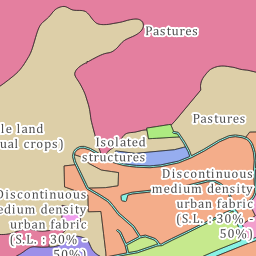 Pastures
Pastures
le land
ual crops)
Isolated
structures
Discontinuous
medium density
urban fabric
(S.L. : 30% -
50%)
Discontinuous
medium density
urban fabric
(S.L. : 30% -
50%)